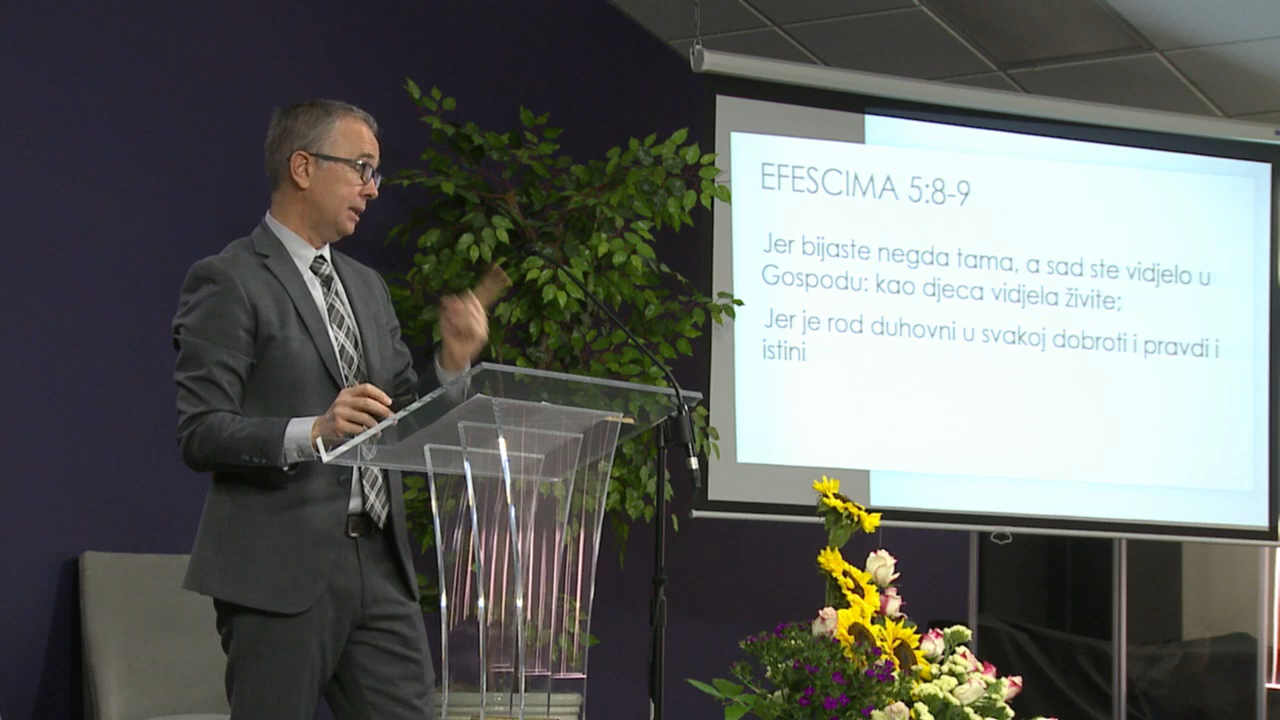 EFESCIMA 5:8-9
Jer bijaste negda tama, a sad ste vidjelo u
Gospodu: kao djeca vidjela živite;
Jer je rod duhovni u svakoj dobroti i pravdi i
istini